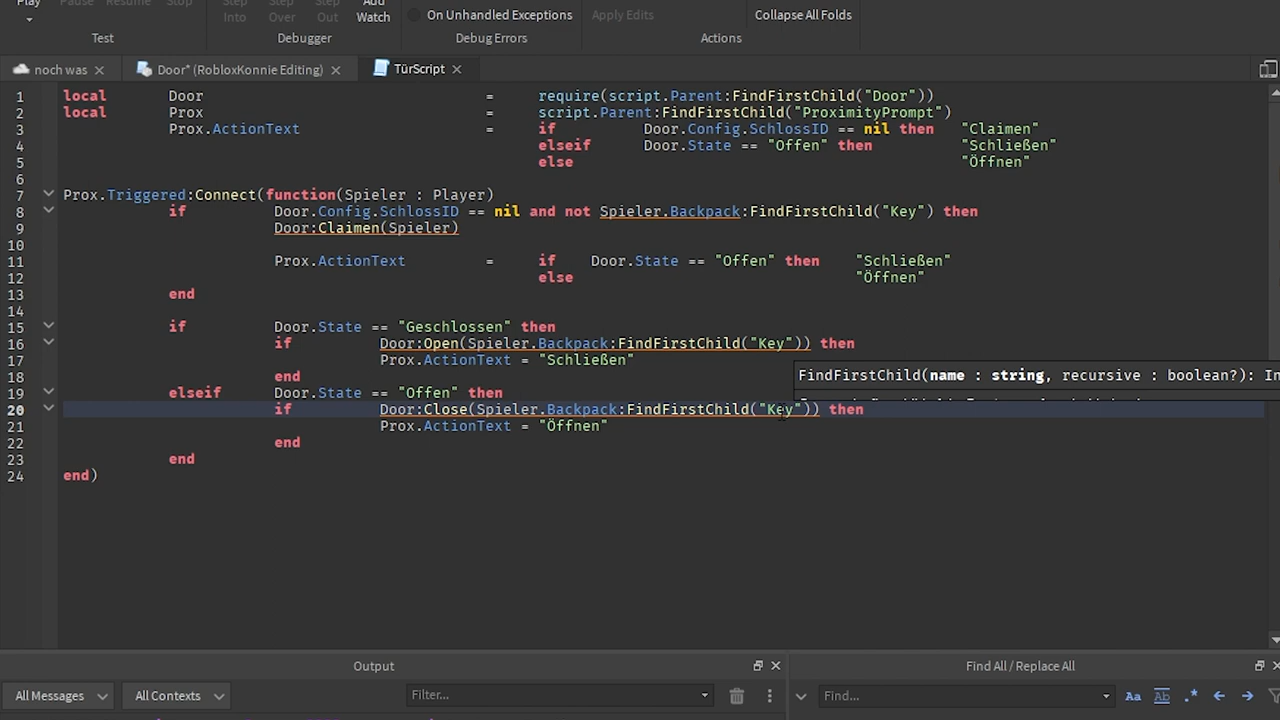 Play Pause Resume Stop Step Into Step Over Step Out Add Watch On Unhandled Exceptions Apply Edits Collapse All Folds
Test Debugger Debug Errors Actions
noch was Door* (RobloxKonnie Editing) TürScript
1 local Door = require(script.Parent:FindFirstChild("Door"))
2 local Prox = script.Parent:FindFirstChild("ProximityPrompt")
3 Prox.ActionText = if Door.Config.SchlossID == nil then "Claimen"
4 elseif Door.State == "Offen" then "Schließen"
5 else "Öffnen"
6
7 Prox.Triggered:Connect(function(Spieler : Player)
8 if Door.Config.SchlossID == nil and not Spieler.Backpack:FindFirstChild("Key") then
9 Door:Claimen(Spieler)
10
11 Prox.ActionText = if Door.State == "Offen" then "Schließen"
12 else "Öffnen"
13 end
14
15 if Door.State == "Geschlossen" then
16 if Door:Open(Spieler.Backpack:FindFirstChild("Key")) then
17 Prox.ActionText = "Schließen"
FindFirstChild(name : string, recursive : boolean?): In
18 end
19 elseif Door.State == "Offen" then
20 if Door:Close(Spieler.Backpack:FindFirstChild("Key")) then
21 Prox.ActionText = "Öffnen"
22 end
23 end
24 end)
Output Find All / Replace All
All Messages All Contexts Filter... Find... Aa Ab .*